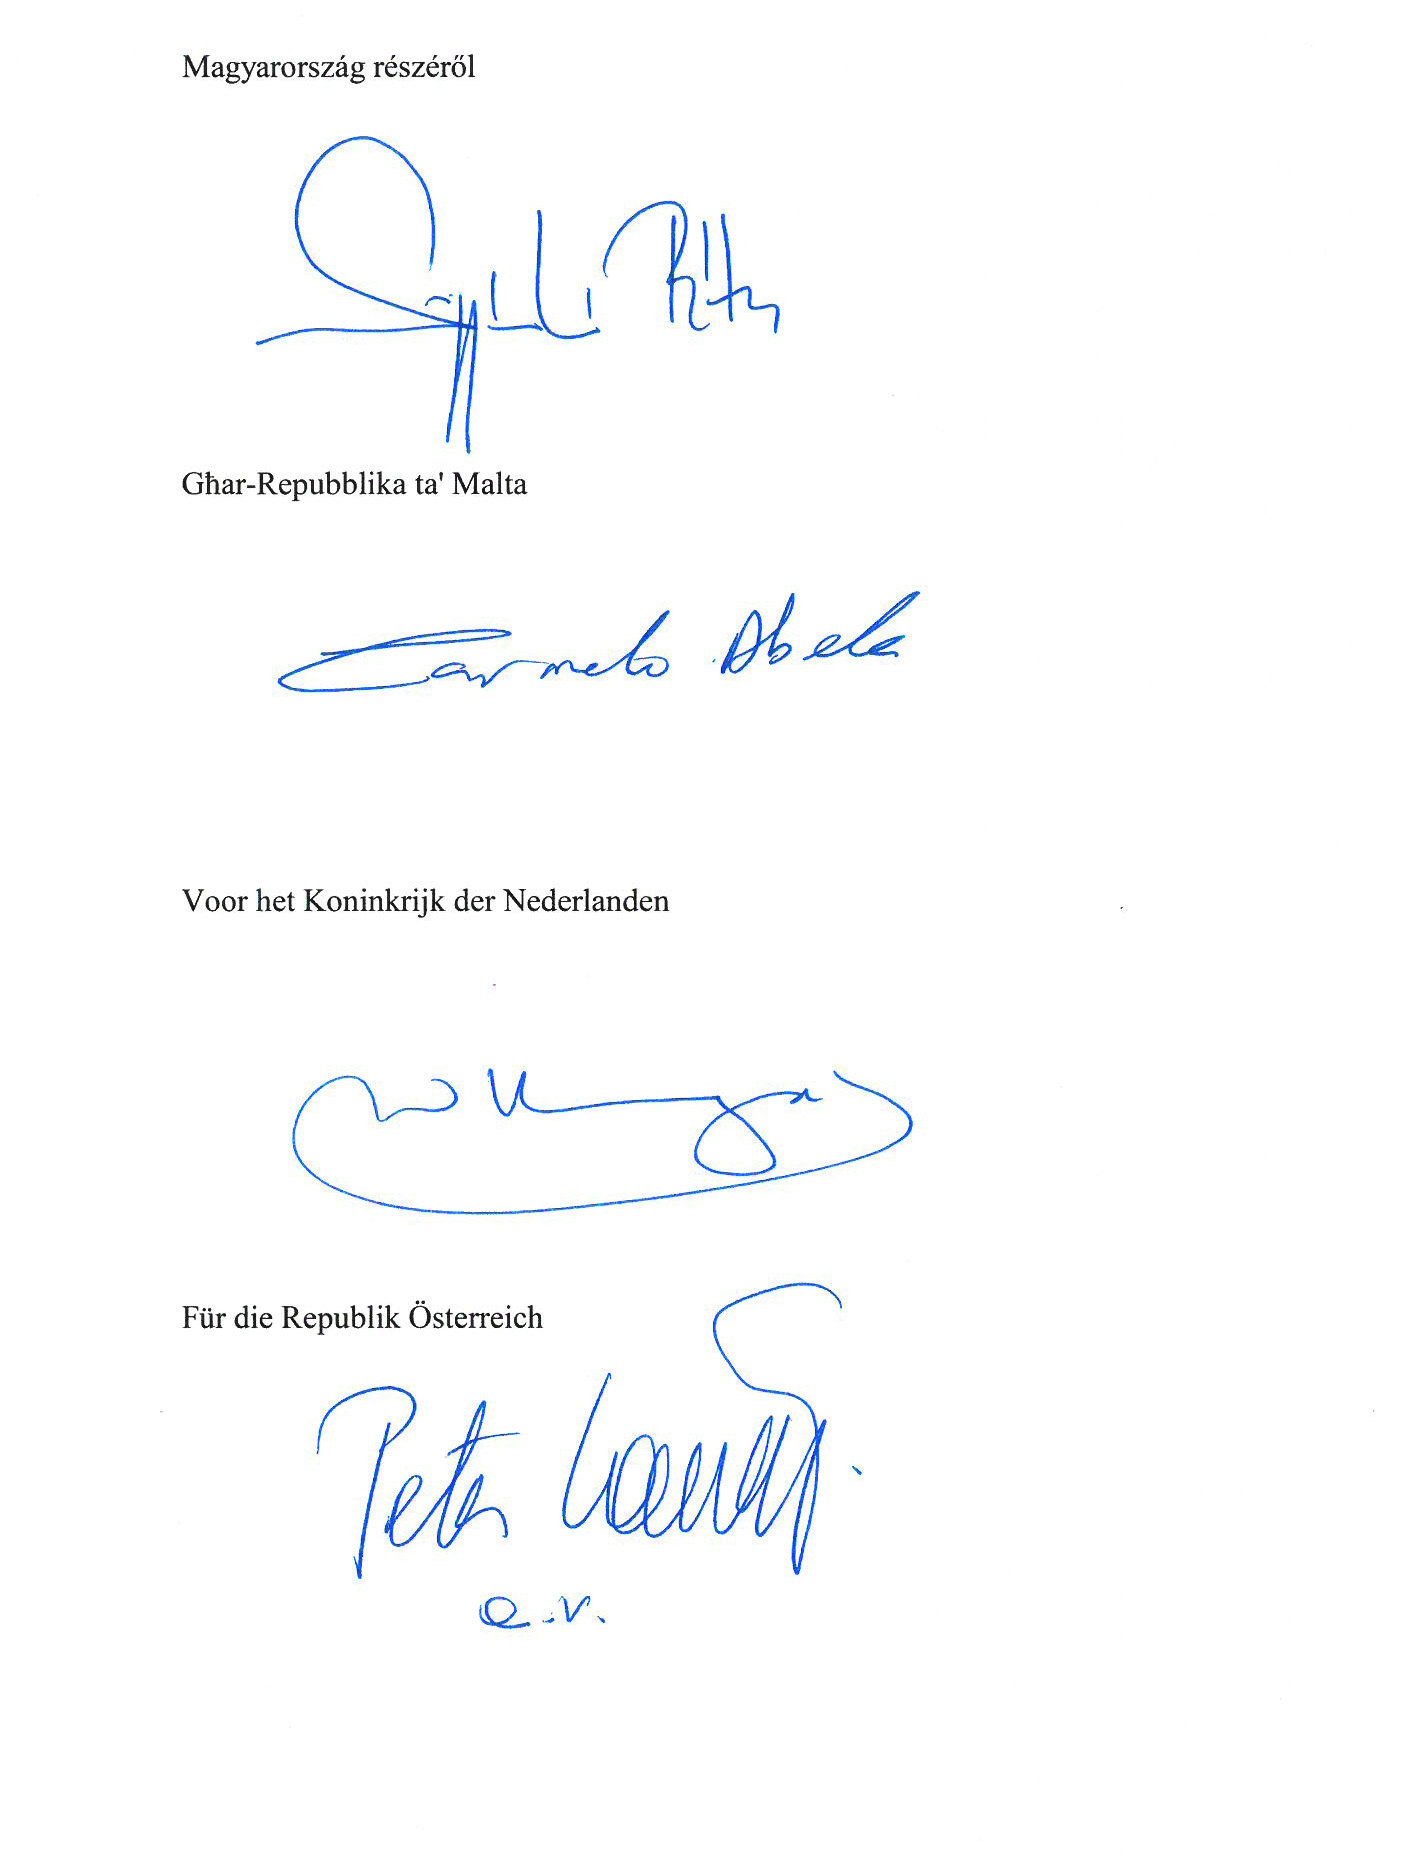 Magyarország részéről
Għar-Repubblika ta' Malta
Carmelo Abela
Voor het Koninkrijk der Nederlanden
Für die Republik Österreich
Peter
e.v.